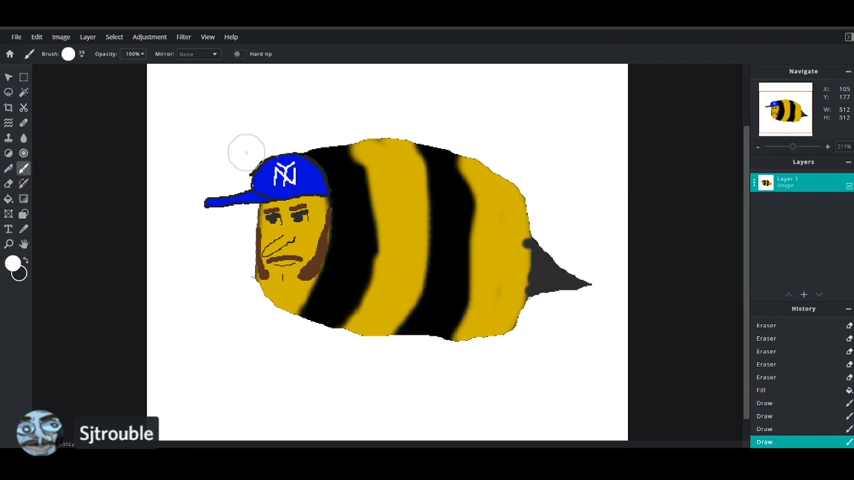 File Edit Image Layer Select Adjustment Filter View Help
Brush: 39 Opacity: 100% Mirror: None Hard tip
Navigate
X: 105
Y: 177
W: 512
H: 512
211%
Layers
Layer 1
Image
NY
History
Eraser
Eraser
Eraser
Eraser
Eraser
Fill
Draw
Draw
Draw
Draw
Sjtrouble